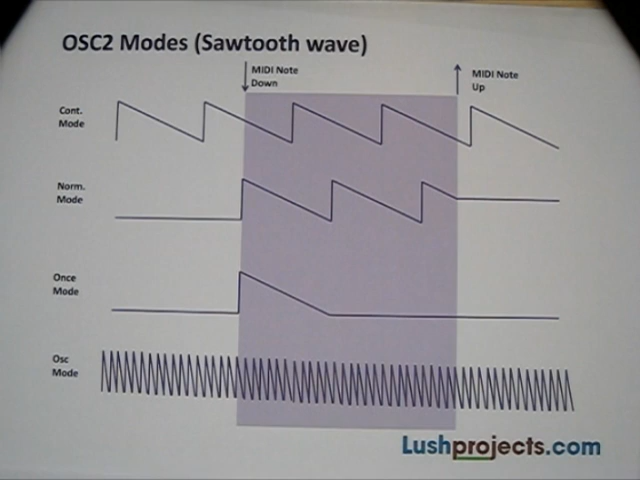 OSC2 Modes (Sawtooth wave)
MIDI Note
Down
MIDI Note
Up
Cont.
Mode
Norm.
Mode
Once
Mode
Osc
Mode
Lushprojects.com